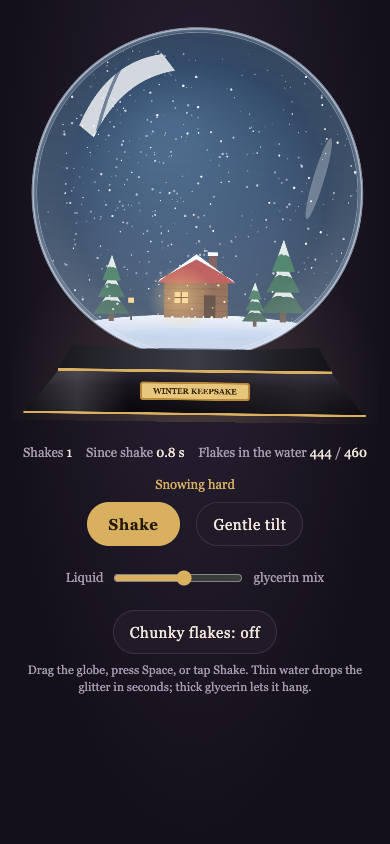 WINTER KEEPSAKE
Shakes 1 Since shake 0.8 s Flakes in the water 444 / 460
Snowing hard
Shake Gentle tilt
Liquid glycerin mix
Chunky flakes: off
Drag the globe, press Space, or tap Shake. Thin water drops the
glitter in seconds; thick glycerin lets it hang.